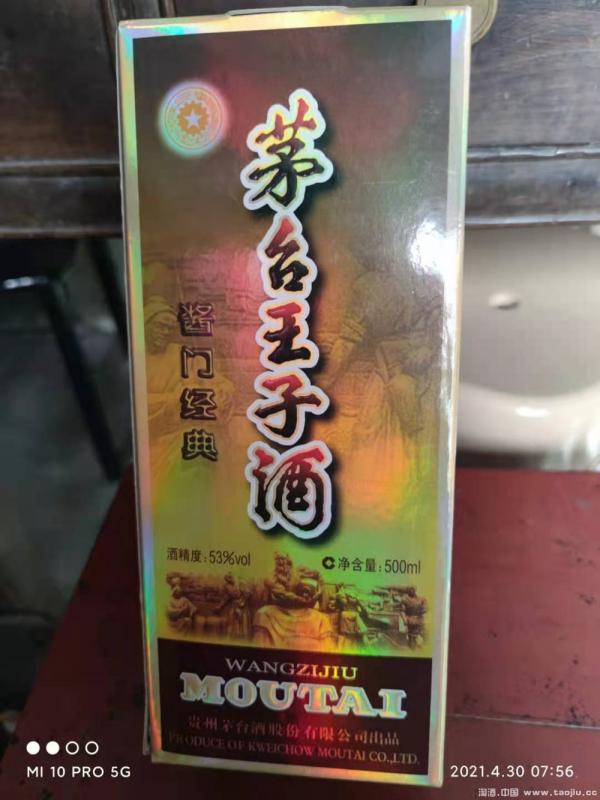 茅台王子酒
酱门经典
酒精度:53%vol
C净含量:500ml
WANGZIJIU
MOUTAI
贵州茅台酒股份有限公司出品
PRODUCE OF KWEICHOW MOUTAI CO.,LTD.
MI 10 PRO 5G
2021.4.30 07:56
淘酒.中国 www.taojiu.cc